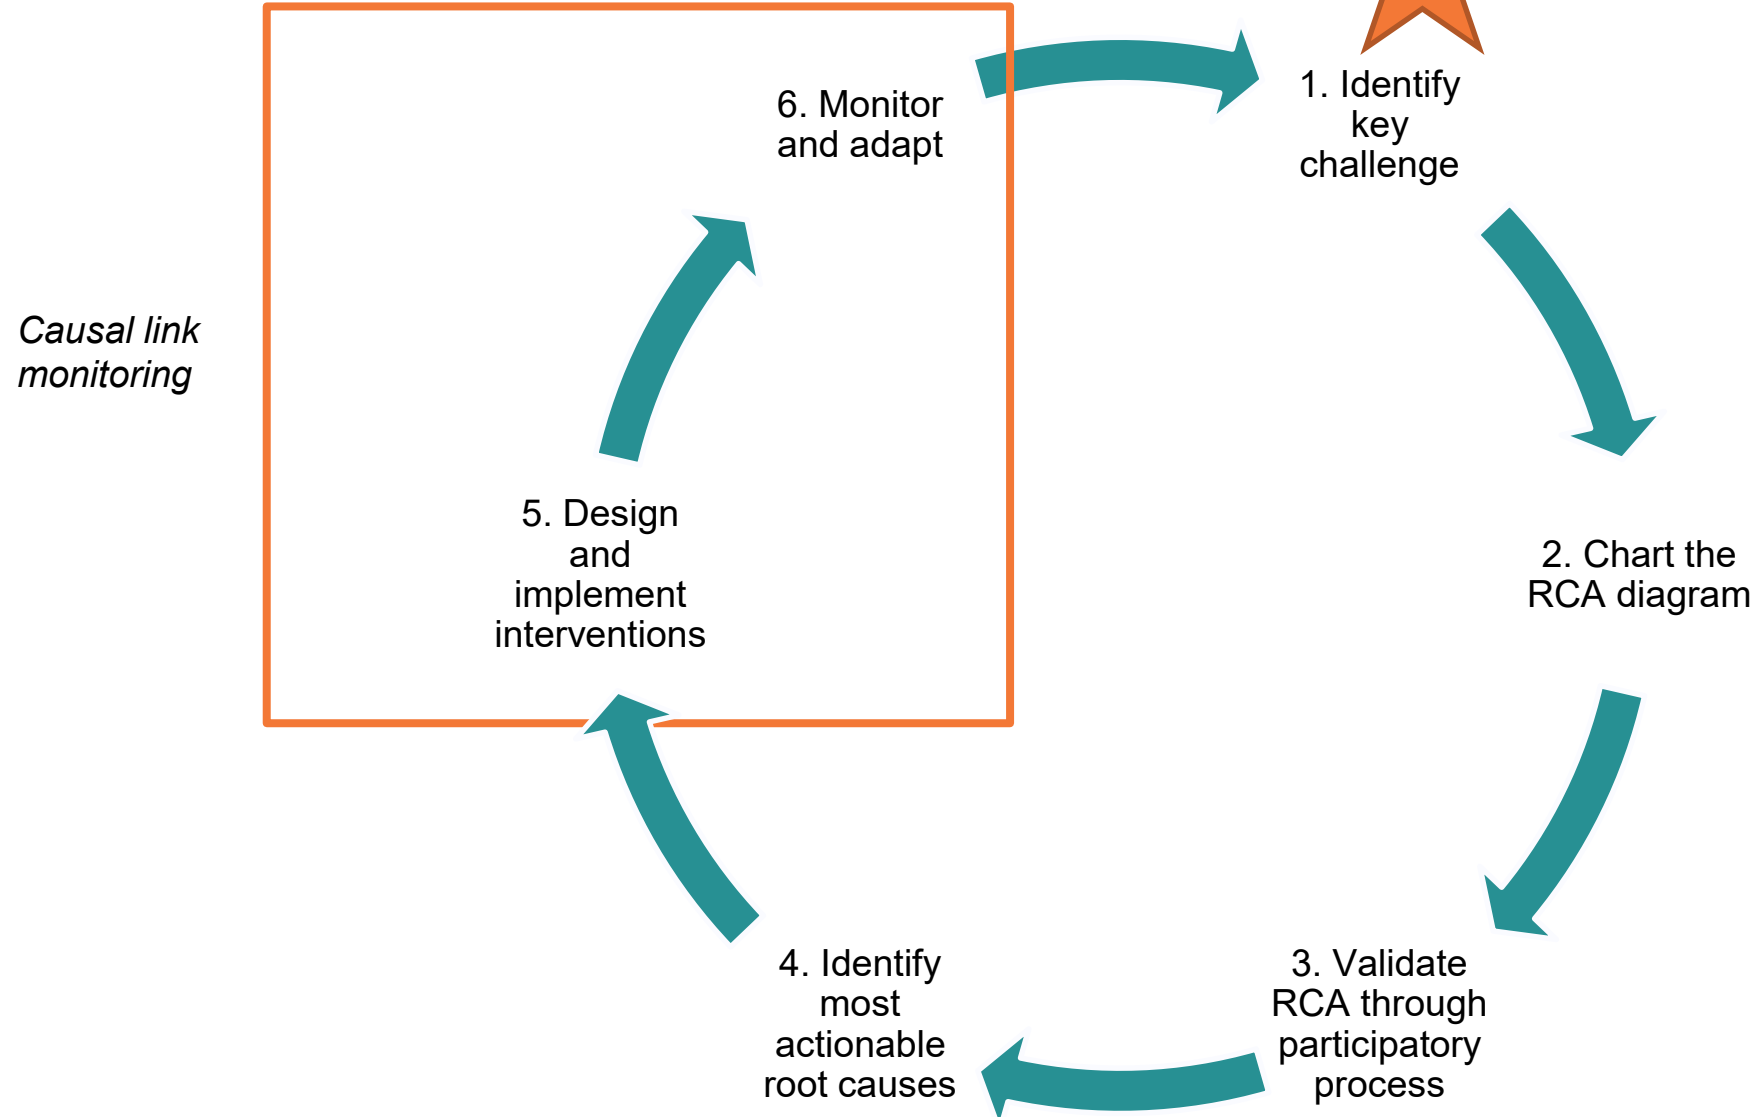 1. Identify
key
challenge
2. Chart the
RCA diagram
3. Validate
RCA through
participatory
process
4. Identify
most
actionable
root causes
5. Design
and
implement
interventions
6. Monitor
and adapt
Causal link
monitoring